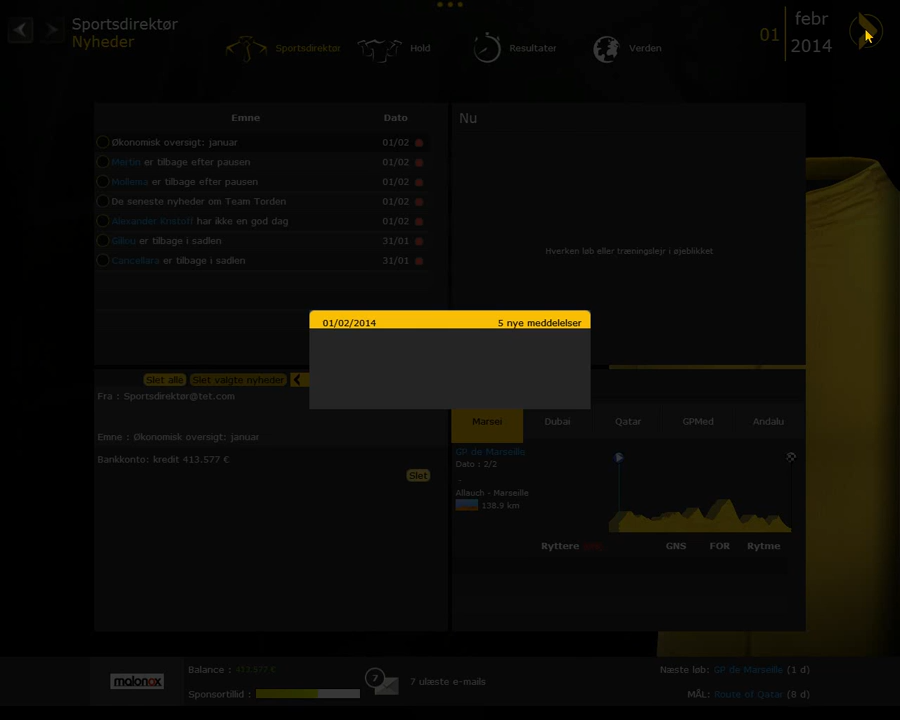 Sportsdirektør
Nyheder
Sportsdirektør
Hold
Resultater
Verden
01
febr
2014
Emne
Dato
Økonomisk oversigt: januar 01/02
Martin er tilbage efter pausen 01/02
Mollema er tilbage efter pausen 01/02
De seneste nyheder om Team Torden 01/02
Alexander Kristoff har ikke en god dag 01/02
Gilou er tilbage i sadlen 31/01
Cancellara er tilbage i sadlen 31/01
Nu
Hverken løb eller træningslejr i øjeblikket
01/02/2014 5 nye meddelelser
Slet alle Slet valgte nyheder
Fra : Sportsdirektør@tet.com
Emne : Økonomisk oversigt: januar
Bankkonto: kredit 413.577 €
Slet
Marsei Dubai Qatar GPMed Andalu
GP de Marseille
Dato : 2/2
-
Allauch - Marseille
138.9 km
Ryttere GNS FOR Rytme
malonox
Balance : 413.577 €
Sponsortillid :
7
7 ulæste e-mails
Næste løb: GP de Marseille (1 d)
MÅL: Route of Qatar (8 d)